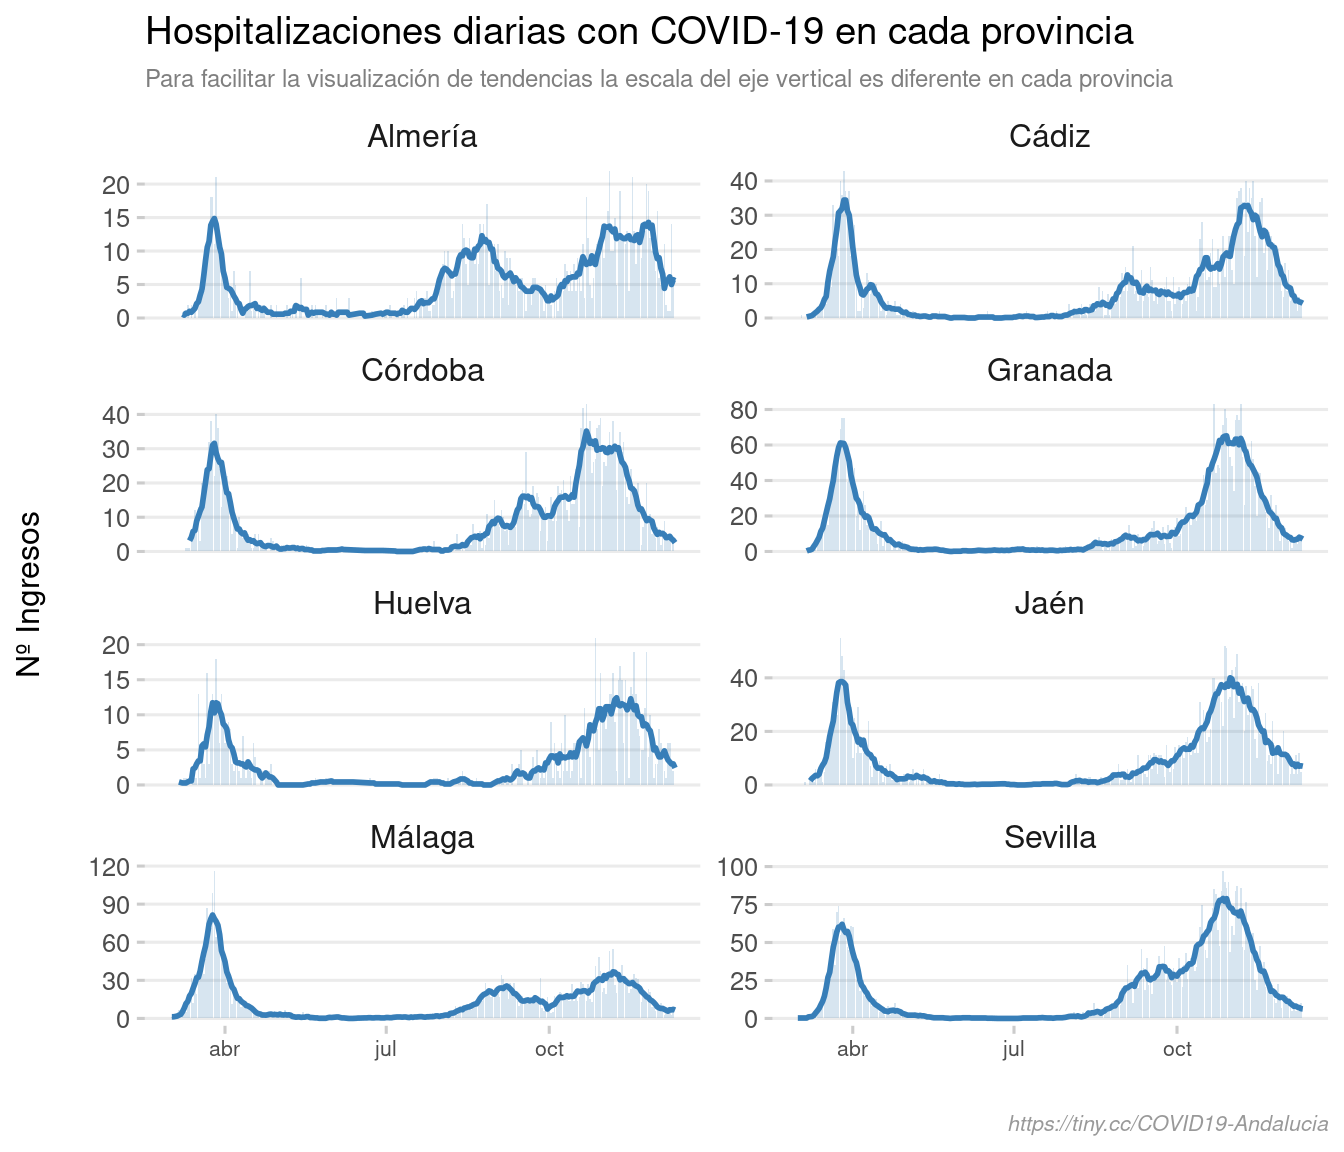 Hospitalizaciones diarias con COVID-19 en cada provincia
Para facilitar la visualización de tendencias la escala del eje vertical es diferente en cada provincia
Nº Ingresos
Almería
20
15
10
5
0
Cádiz
40
30
20
10
0
Córdoba
40
30
20
10
0
Granada
80
60
40
20
0
Huelva
20
15
10
5
0
Jaén
40
20
0
Málaga
120
90
60
30
0
Sevilla
100
75
50
25
0
abr jul oct
abr jul oct
https://tiny.cc/COVID19-Andalucia